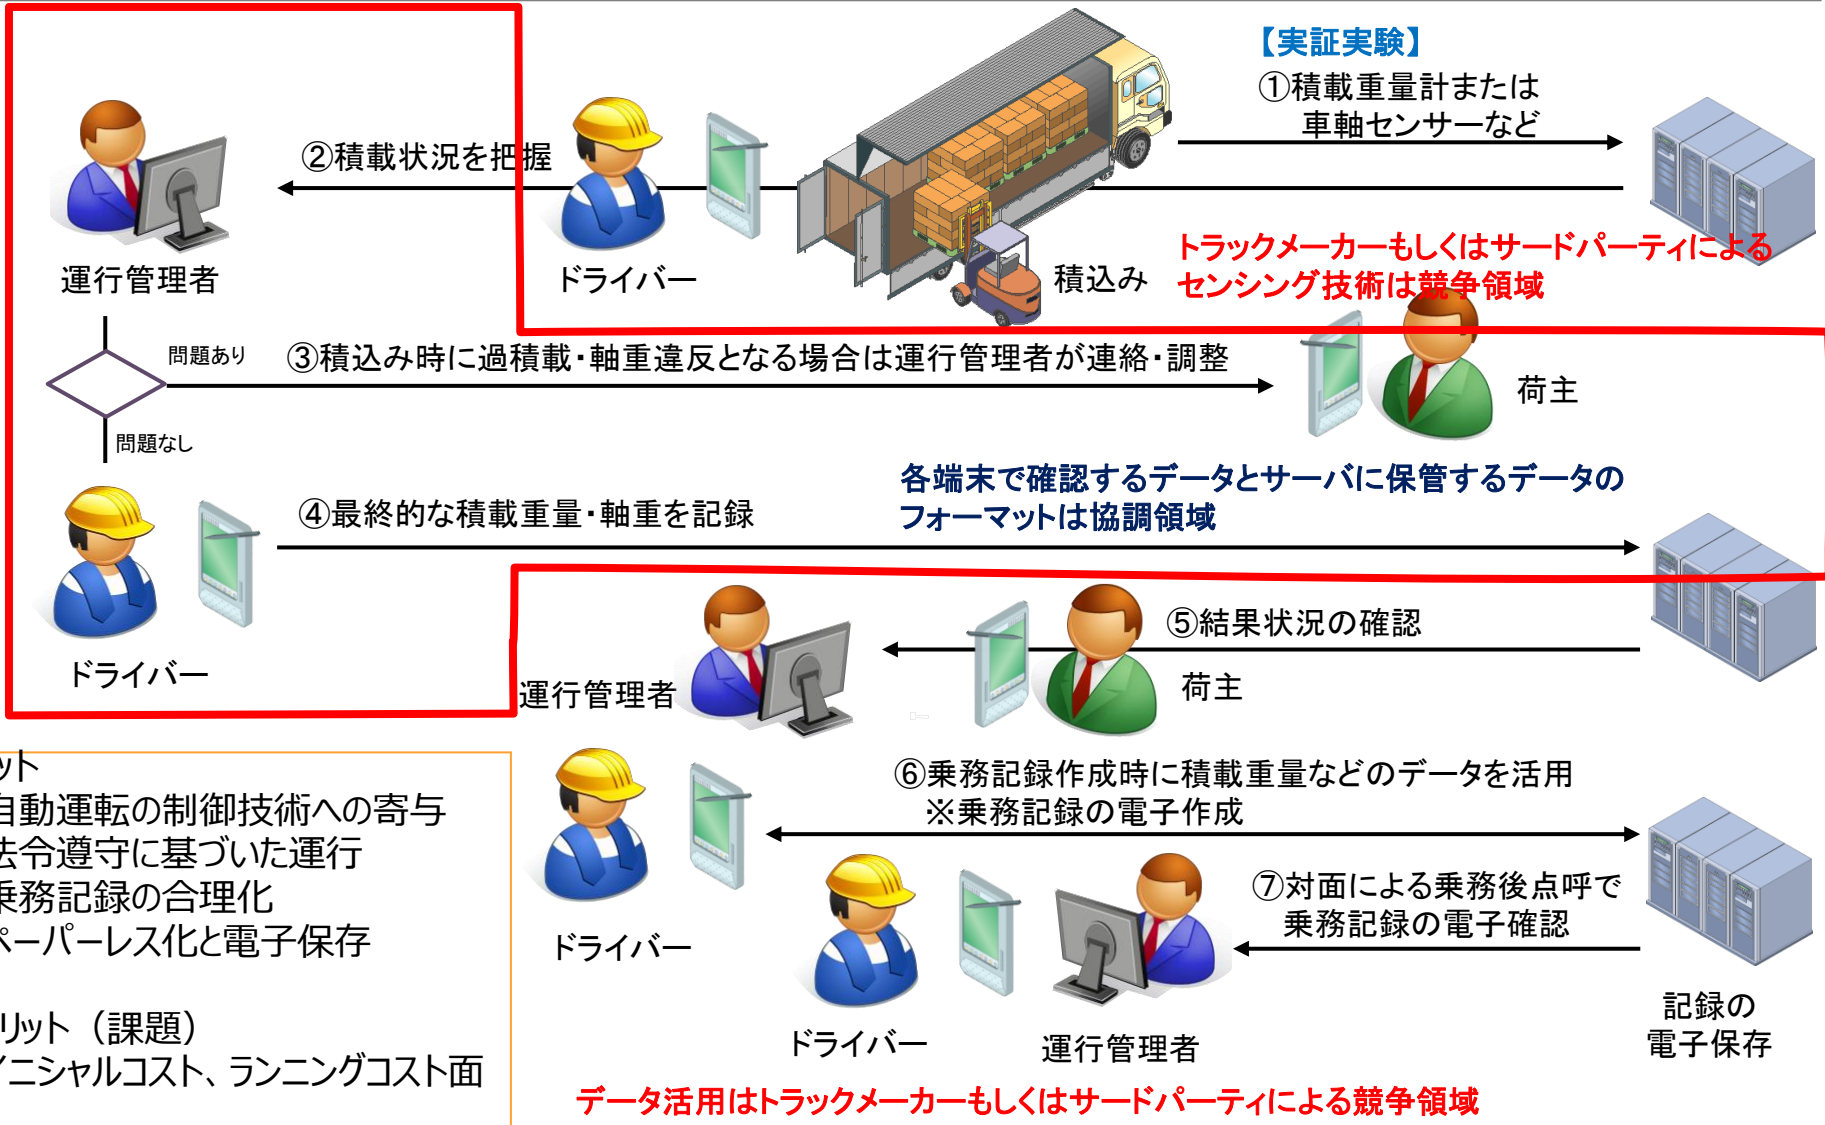 【実証実験】
①積載重量計または
車軸センサーなど
②積載状況を把握
運行管理者
ドライバー
積込み
トラックメーカーもしくはサードパーティによる
センシング技術は競争領域
問題あり
③積込み時に過積載・軸重違反となる場合は運行管理者が連絡・調整
荷主
問題なし
各端末で確認するデータとサーバに保管するデータの
フォーマットは協調領域
④最終的な積載重量・軸重を記録
ドライバー
⑤結果状況の確認
運行管理者
荷主
ット
自動運転の制御技術への寄与
法令遵守に基づいた運行
乗務記録の合理化
ペーパーレス化と電子保存
リット（課題）
イニシャルコスト、ランニングコスト面
⑥乗務記録作成時に積載重量などのデータを活用
※乗務記録の電子作成
ドライバー
⑦対面による乗務後点呼で
乗務記録の電子確認
ドライバー
運行管理者
記録の
電子保存
データ活用はトラックメーカーもしくはサードパーティによる競争領域